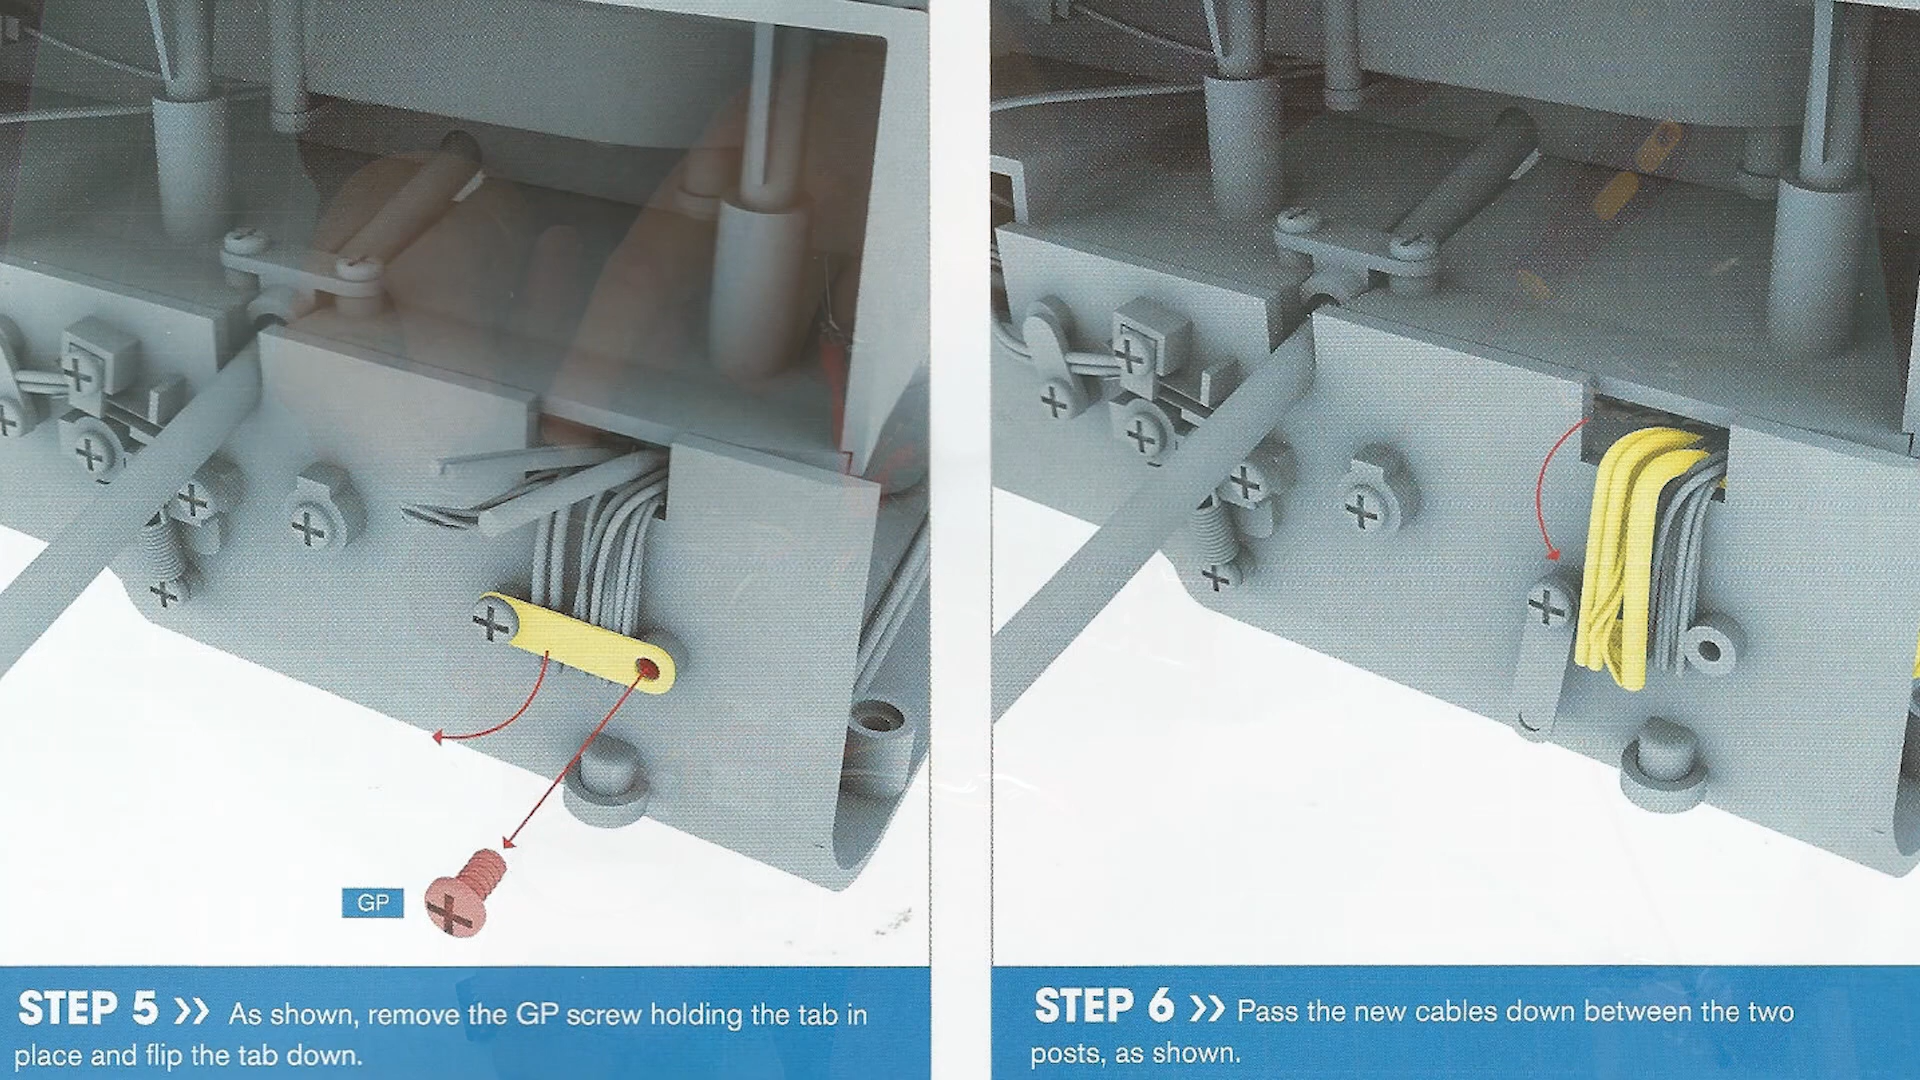 GP
STEP 5 >> As shown, remove the GP screw holding the tab in
place and flip the tab down.
STEP 6 >> Pass the new cables down between the two
posts, as shown.